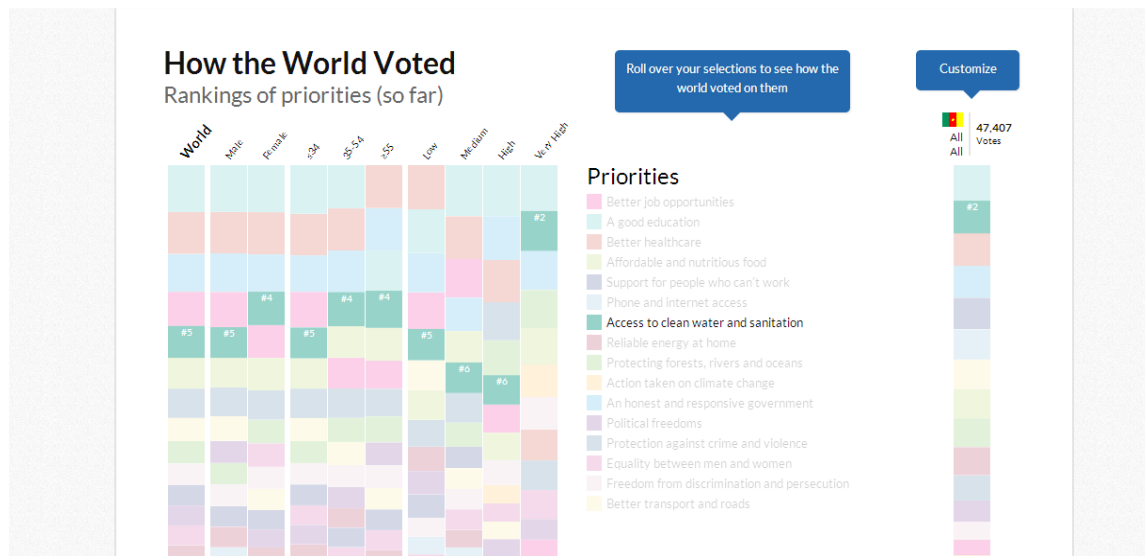 How the World Voted
Rankings of priorities (so far)
Roll over your selections to see how the
world voted on them
Customize
All
All
47,407
Votes
World
Male
Female
≤34
35-54
≥55
Low
Medium
High
Very High
Priorities
Better job opportunities
A good education
Better healthcare
Affordable and nutritious food
Support for people who can't work
Phone and internet access
Access to clean water and sanitation
Reliable energy at home
Protecting forests, rivers and oceans
Action taken on climate change
An honest and responsive government
Political freedoms
Protection against crime and violence
Equality between men and women
Freedom from discrimination and persecution
Better transport and roads
#5
#5
#4
#5
#4
#4
#5
#6
#6
#2
#2